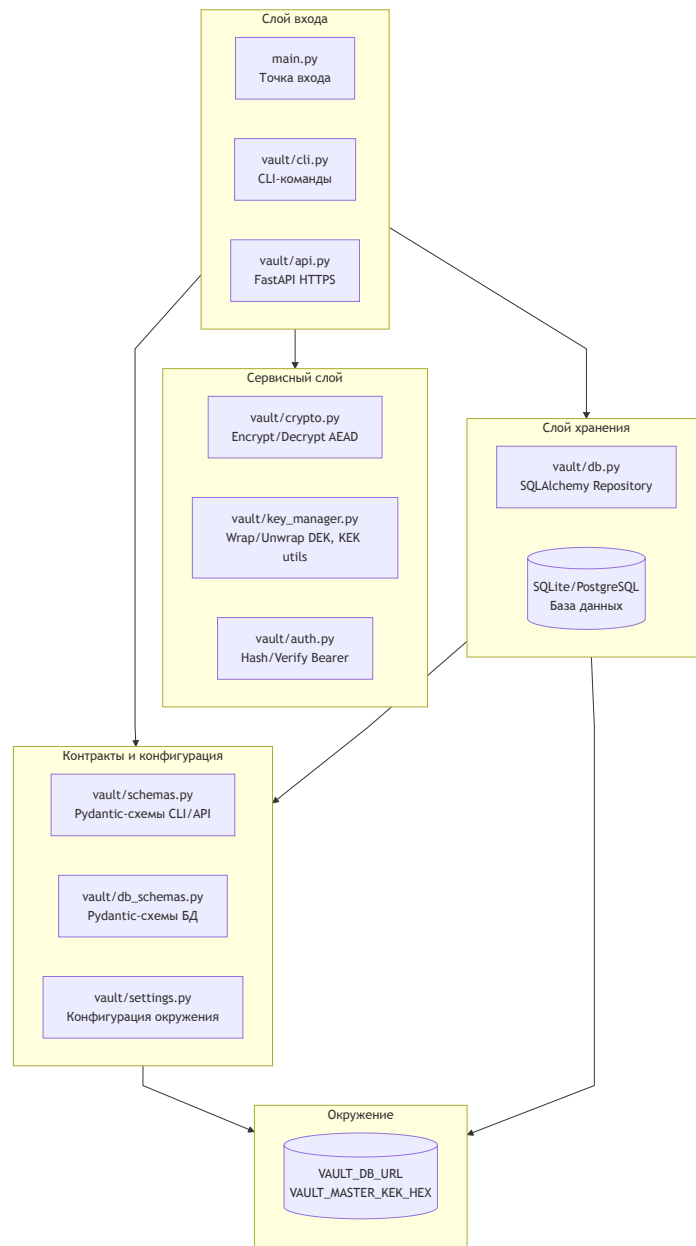 Слой входа
main.py
Точка входа
vault/cli.py
CLI-команды
vault/api.py
FastAPI HTTPS
Сервисный слой
vault/crypto.py
Encrypt/Decrypt AEAD
vault/key_manager.py
Wrap/Unwrap DEK, KEK
utils
vault/auth.py
Hash/Verify Bearer
Слой хранения
vault/db.py
SQLAlchemy Repository
SQLite/PostgreSQL
База данных
Контракты и конфигурация
vault/schemas.py
Pydantic-схемы CLI/API
vault/db_schemas.py
Pydantic-схемы БД
vault/settings.py
Конфигурация окружения
Окружение
VAULT_DB_URL
VAULT_MASTER_KEK_HEX